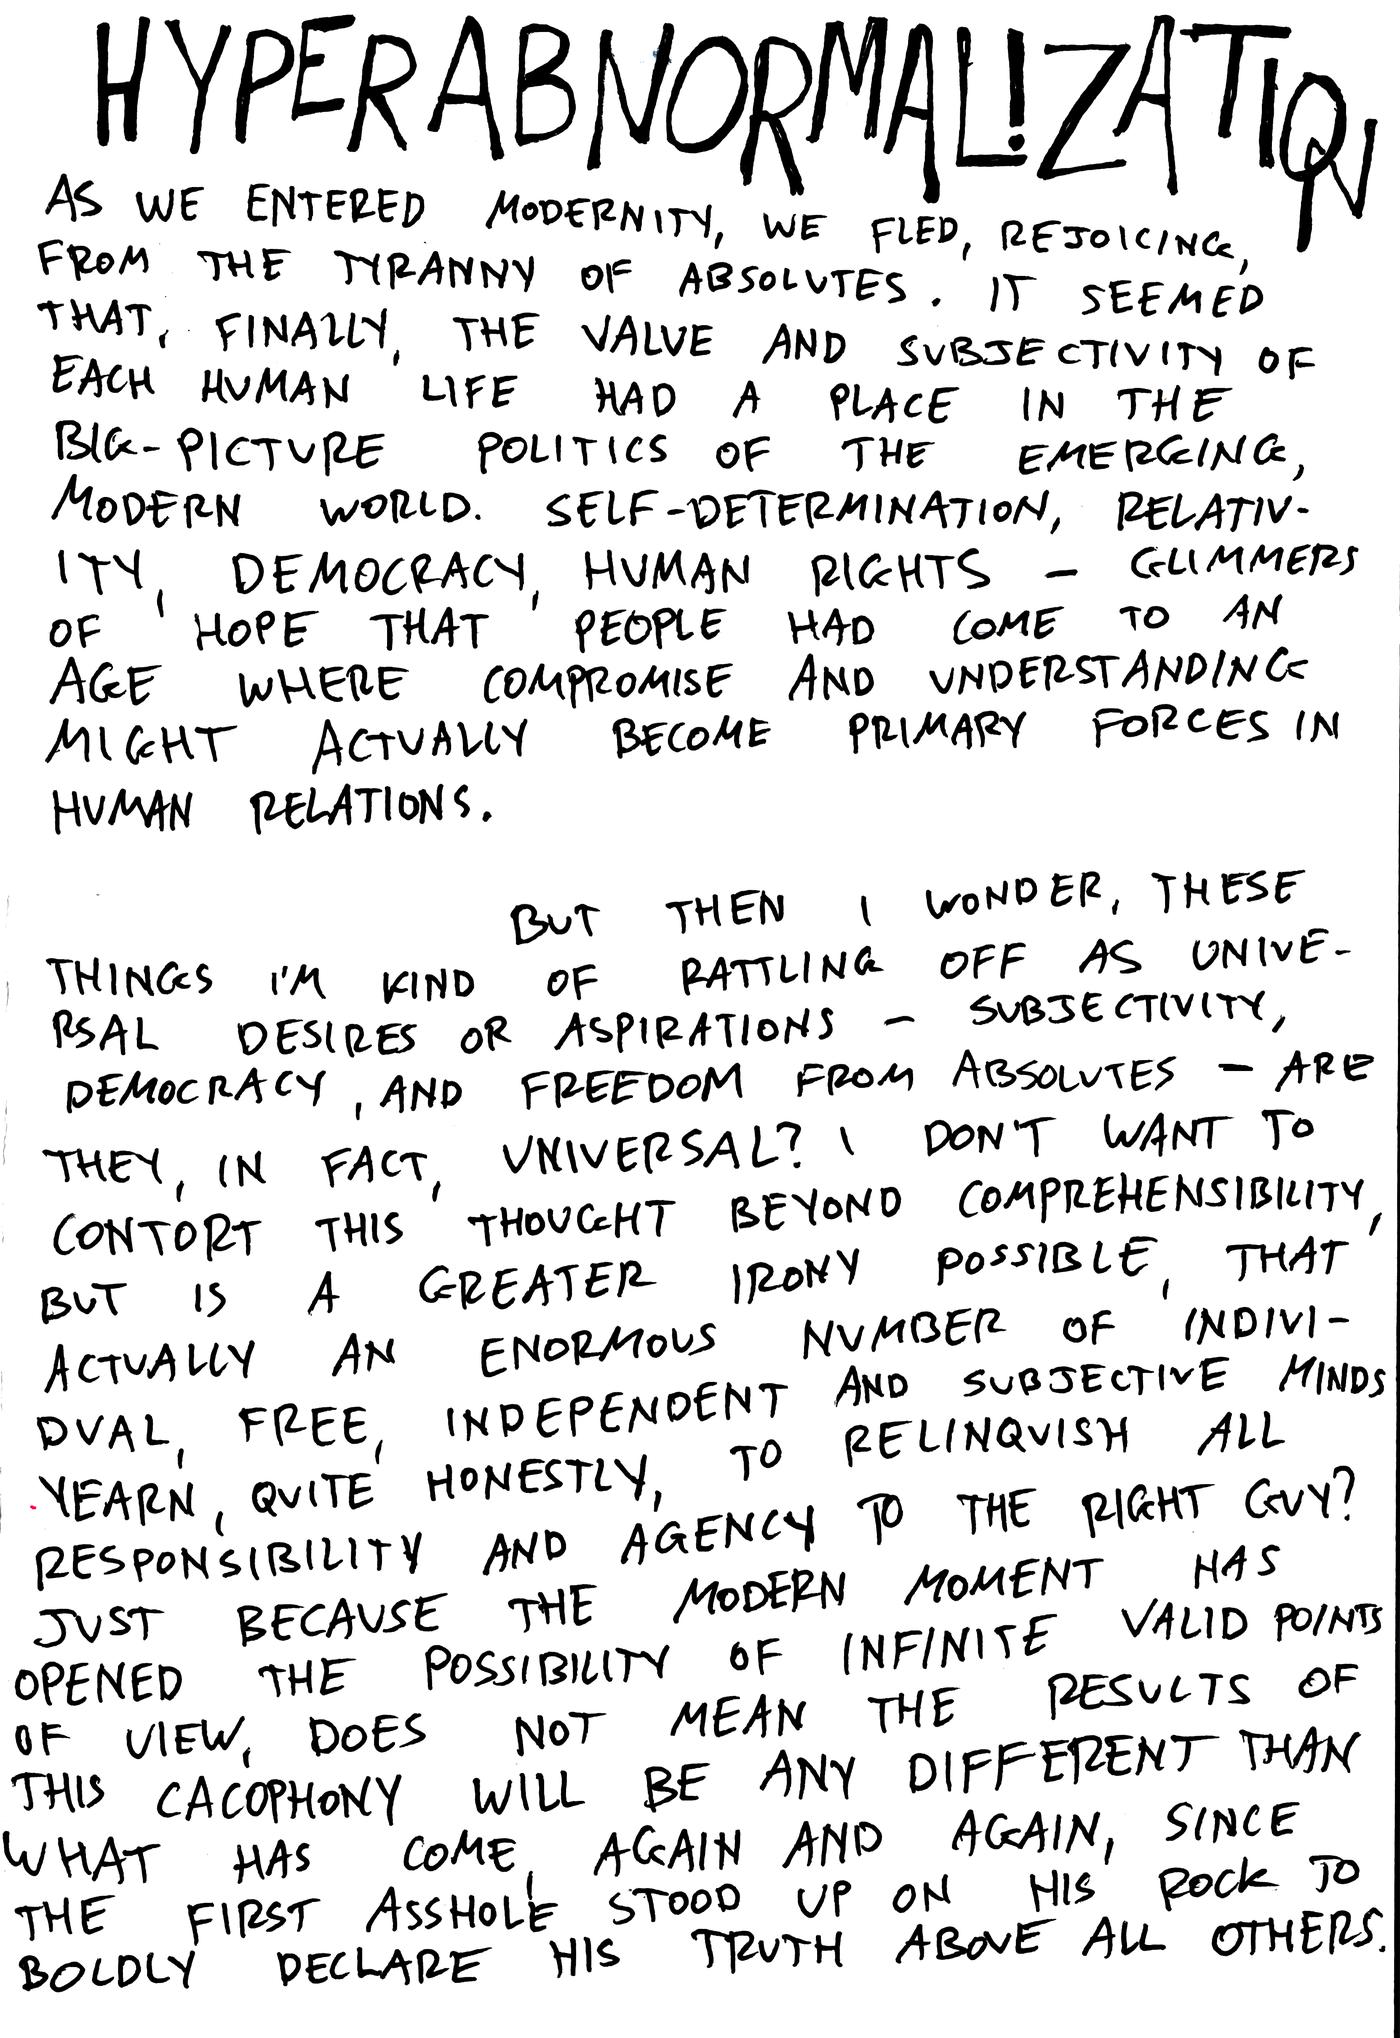 HYPERABNORMAL!ZATION
AS WE ENTERED MODERNITY, WE FLED, REJOICING,
FROM THE TYRANNY OF ABSOLUTES. IT SEEMED
THAT, FINALLY, THE VALUE AND SUBJECTIVITY OF
EACH HUMAN LIFE HAD A PLACE IN THE
BIG-PICTURE POLITICS OF THE EMERGING,
MODERN WORLD. SELF-DETERMINATION, RELATIV-
ITY, DEMOCRACY, HUMAN RIGHTS – GLIMMERS
OF HOPE THAT PEOPLE HAD COME TO AN
AGE WHERE COMPROMISE AND UNDERSTANDING
MIGHT ACTUALLY BECOME PRIMARY FORCES IN
HUMAN RELATIONS.
BUT THEN I WONDER, THESE
THINGS I'M KIND OF RATTLING OFF AS UNIVE-
RSAL DESIRES OR ASPIRATIONS – SUBJECTIVITY,
DEMOCRACY, AND FREEDOM FROM ABSOLUTES – ARE
THEY, IN FACT, UNIVERSAL? I DON'T WANT TO
CONTORT THIS THOUGHT BEYOND COMPREHENSIBILITY,
BUT IS A GREATER IRONY POSSIBLE, THAT
ACTUALLY AN ENORMOUS NUMBER OF INDIVI-
DUAL, FREE, INDEPENDENT AND SUBJECTIVE MINDS
YEARN, QUITE HONESTLY, TO RELINQUISH ALL
RESPONSIBILITY AND AGENCY TO THE RIGHT GUY?
JUST BECAUSE THE MODERN MOMENT HAS
OPENED THE POSSIBILITY OF INFINITE VALID POINTS
OF VIEW, DOES NOT MEAN THE RESULTS OF
THIS CACOPHONY WILL BE ANY DIFFERENT THAN
WHAT HAS COME, AGAIN AND AGAIN, SINCE
THE FIRST ASSHOLE STOOD UP ON HIS ROCK TO
BOLDLY DECLARE HIS TRUTH ABOVE ALL OTHERS.